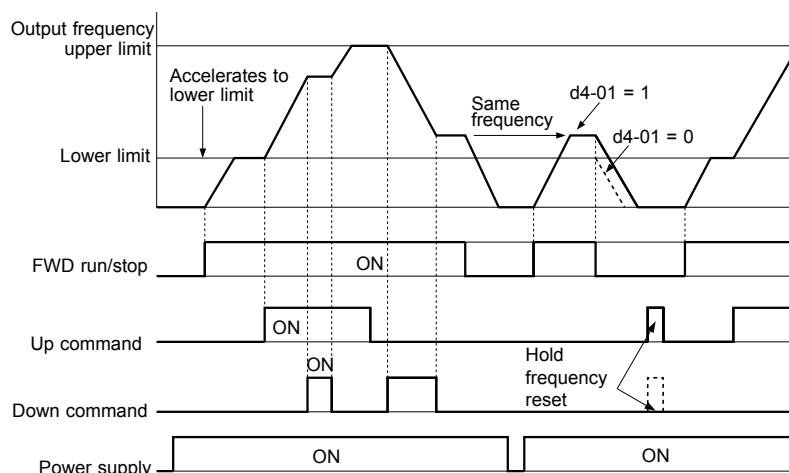 Output frequency
upper limit
Accelerates to
lower limit
Same
frequency
d4-01 = 1
d4-01 = 0
Lower limit
FWD run/stop
ON
Up command
ON
ON
Hold
frequency
reset
Down command
Power supply
ON
ON